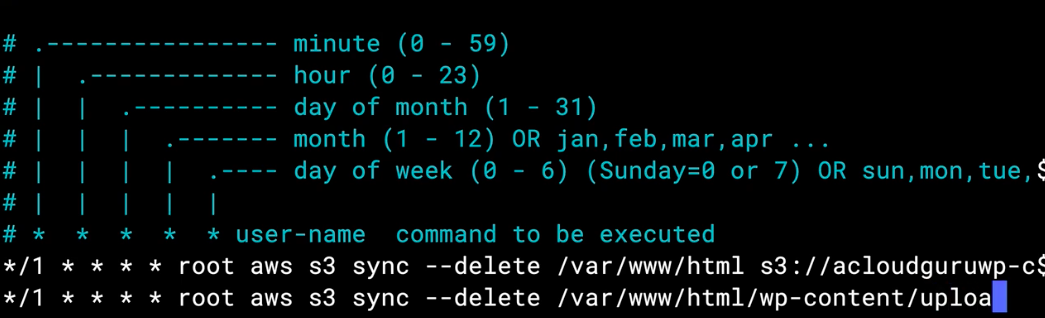 # .---------------- minute (0 - 59)
# |  .------------- hour (0 - 23)
# |  |  .---------- day of month (1 - 31)
# |  |  |  .------- month (1 - 12) OR jan,feb,mar,apr ...
# |  |  |  |  .---- day of week (0 - 6) (Sunday=0 or 7) OR sun,mon,tue,$
# |  |  |  |  |
# *  *  *  *  * user-name  command to be executed
*/1 * * * * root aws s3 sync --delete /var/www/html s3://acloudguruwp-c$
*/1 * * * * root aws s3 sync --delete /var/www/html/wp-content/uploa